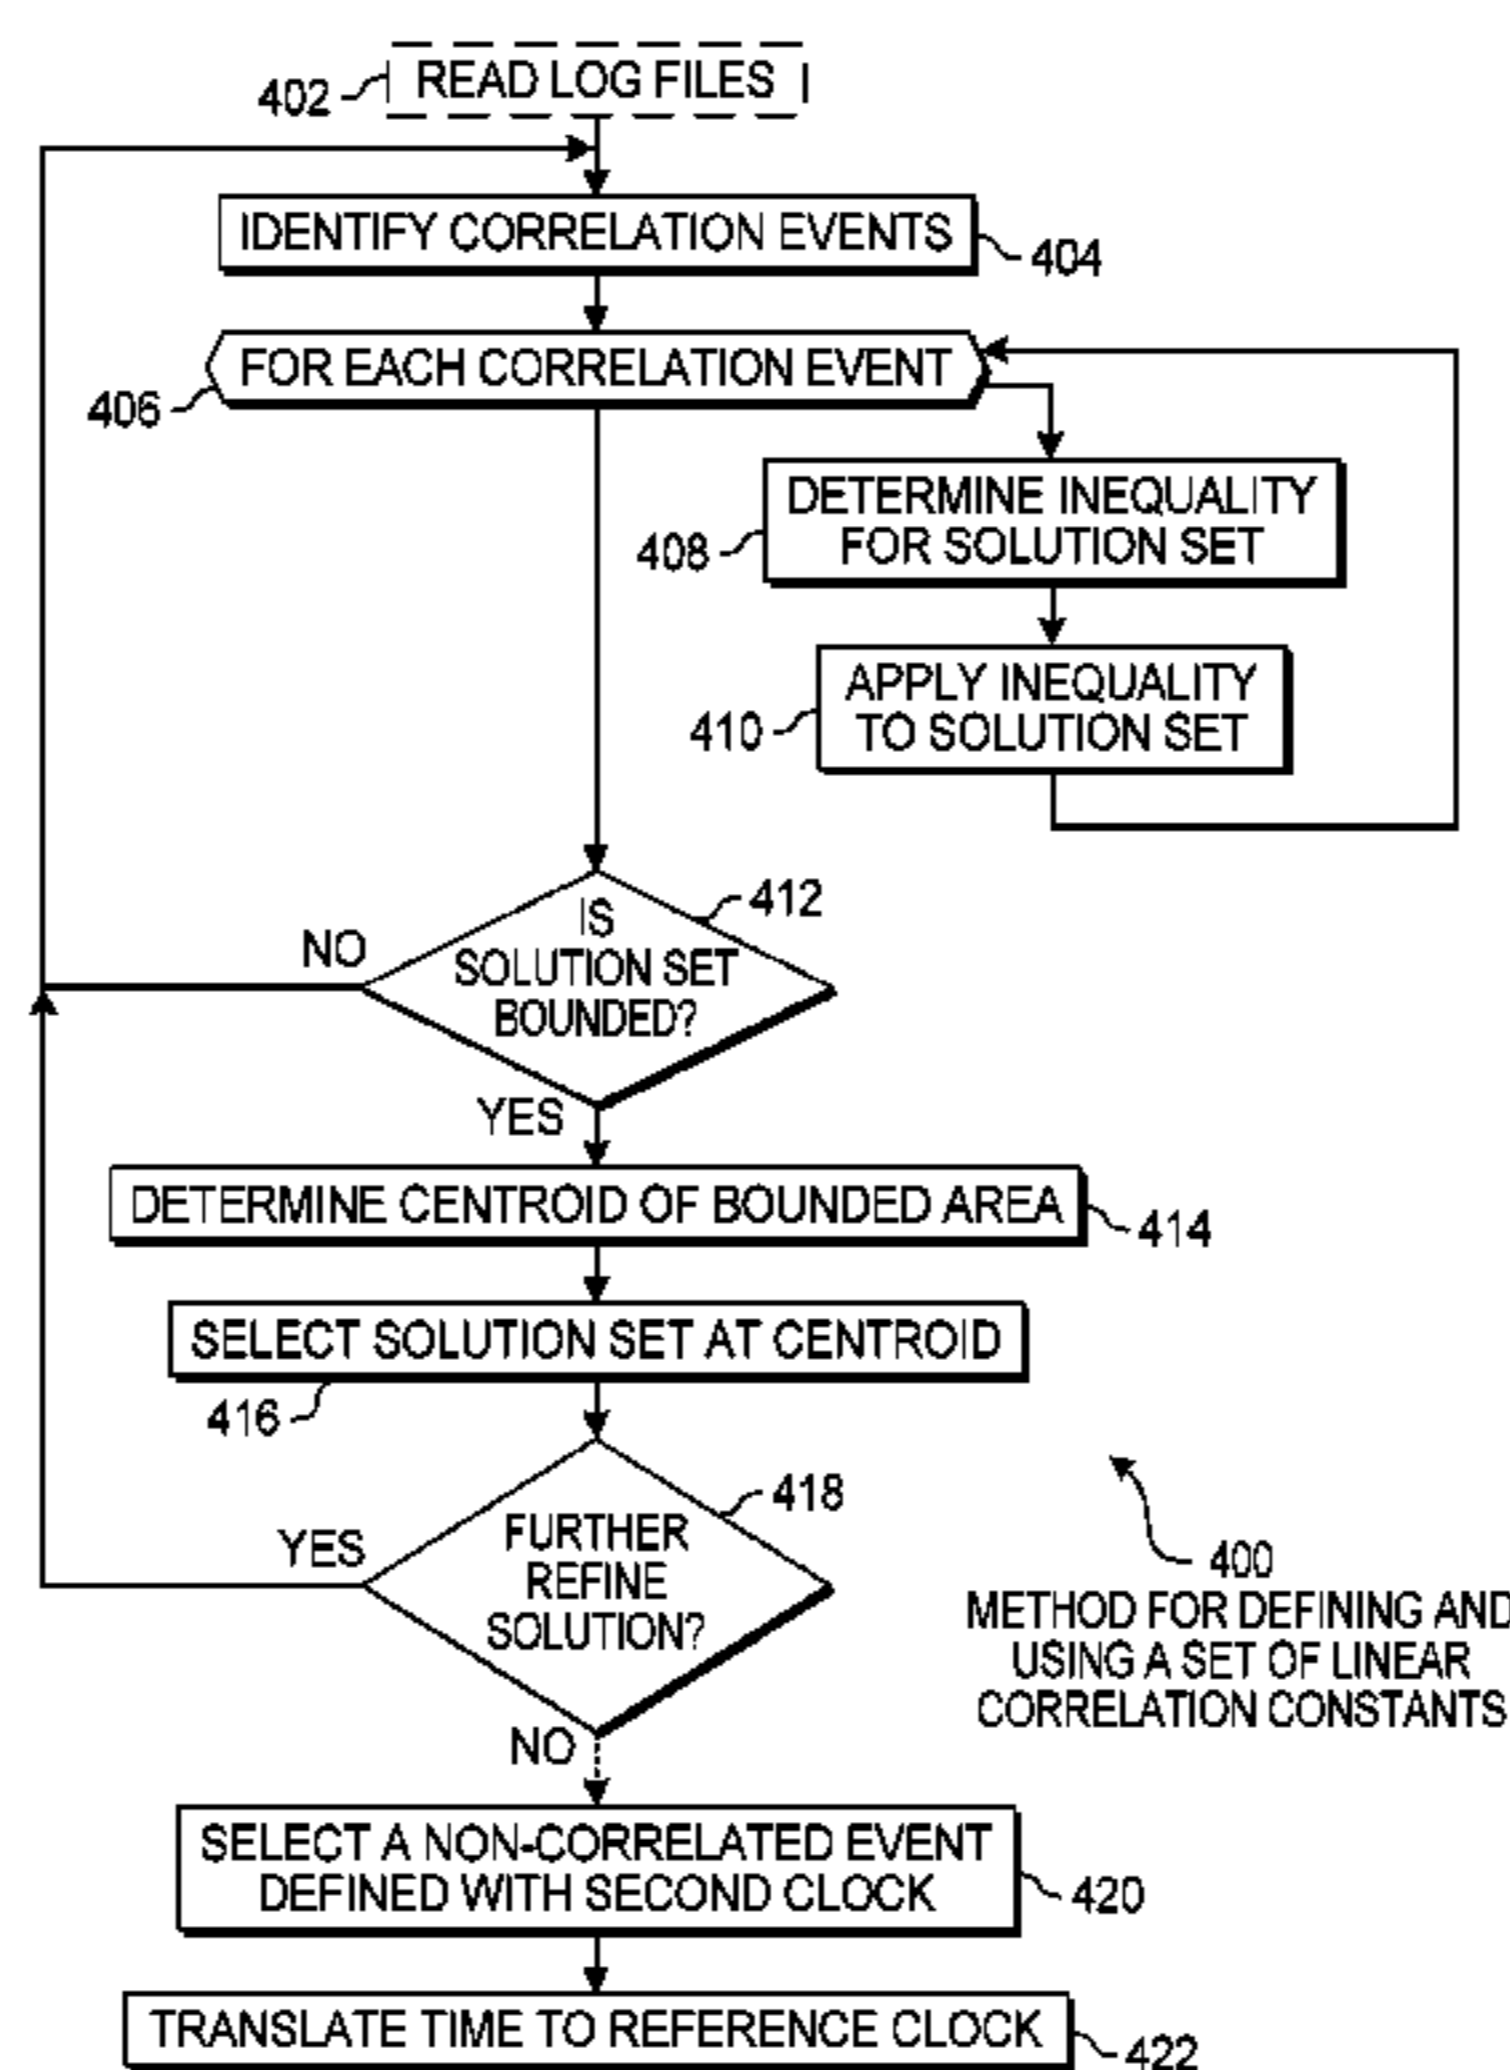 402
READ LOG FILES
IDENTIFY CORRELATION EVENTS
404
FOR EACH CORRELATION EVENT
406
DETERMINE INEQUALITY
FOR SOLUTION SET
408
APPLY INEQUALITY
TO SOLUTION SET
410
412
IS
SOLUTION SET
BOUNDED?
NO
YES
DETERMINE CENTROID OF BOUNDED AREA
414
SELECT SOLUTION SET AT CENTROID
416
418
FURTHER
REFINE
SOLUTION?
YES
NO
400
METHOD FOR DEFINING AND
USING A SET OF LINEAR
CORRELATION CONSTANTS
SELECT A NON-CORRELATED EVENT
DEFINED WITH SECOND CLOCK
420
TRANSLATE TIME TO REFERENCE CLOCK
422